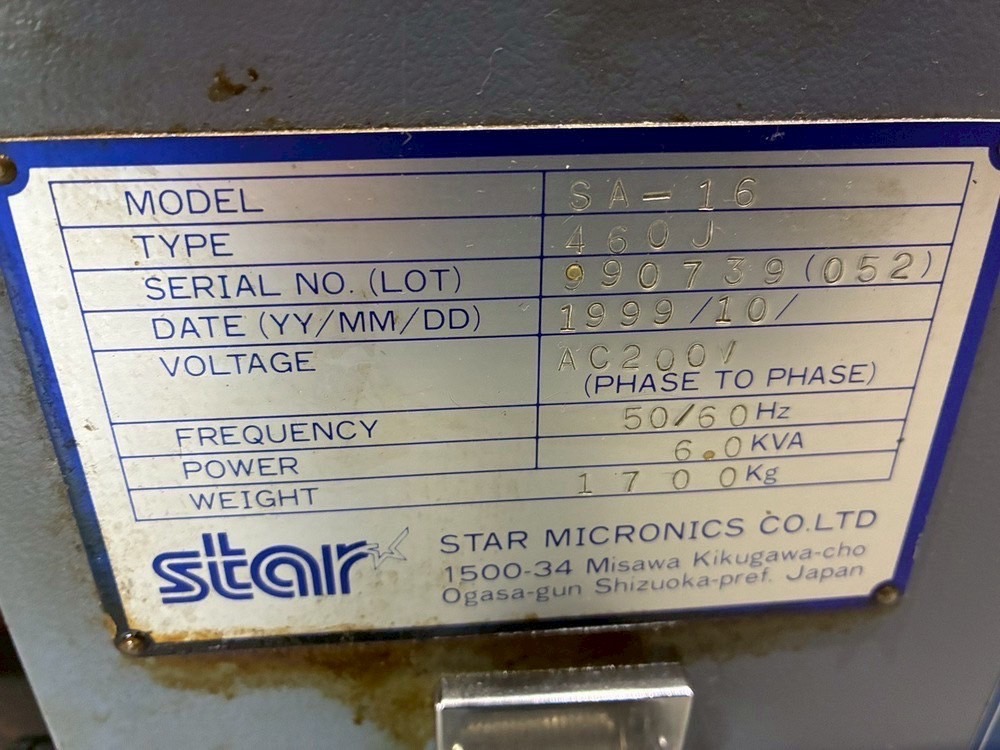 MODEL SA-16
TYPE 460J
SERIAL NO. (LOT) 990739(052)
DATE (YY/MM/DD) 1999/10/
VOLTAGE AC200V
(PHASE TO PHASE)
FREQUENCY 50/60Hz
POWER 6.0KVA
WEIGHT 1700Kg
star STAR MICRONICS CO.LTD
1500-34 Misawa Kikugawa-cho
Ogasa-gun Shizuoka-pref. Japan